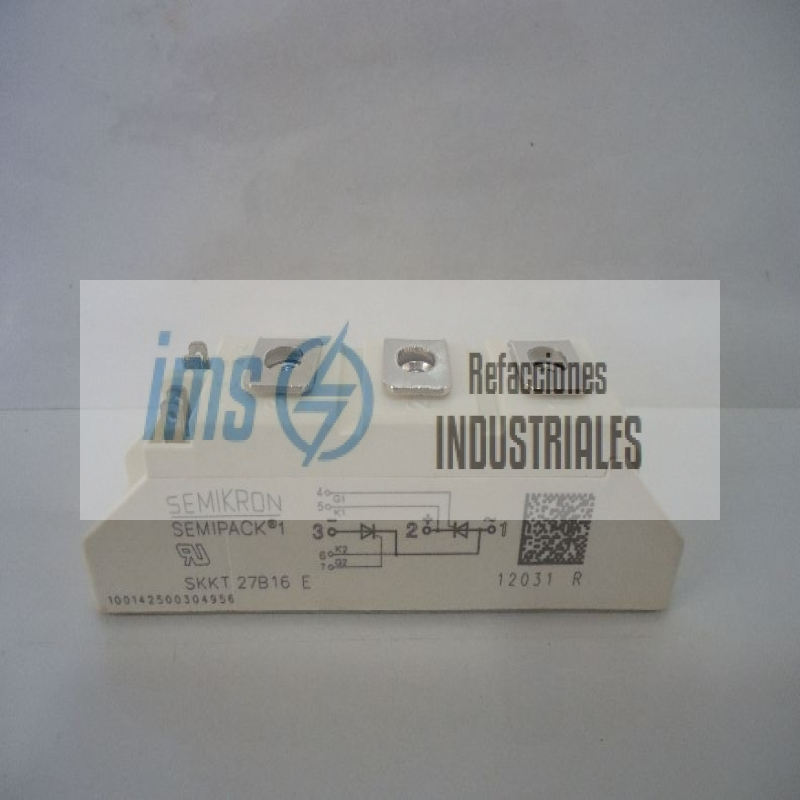 ims
Refacciones
INDUSTRIALES
SEMIKRON
SEMIPACK®1
SKKT 27B16 E
100142500304956
4
G1
5
K1
3 - 2 + ~ 1
6 K2
7 G2
12031 R